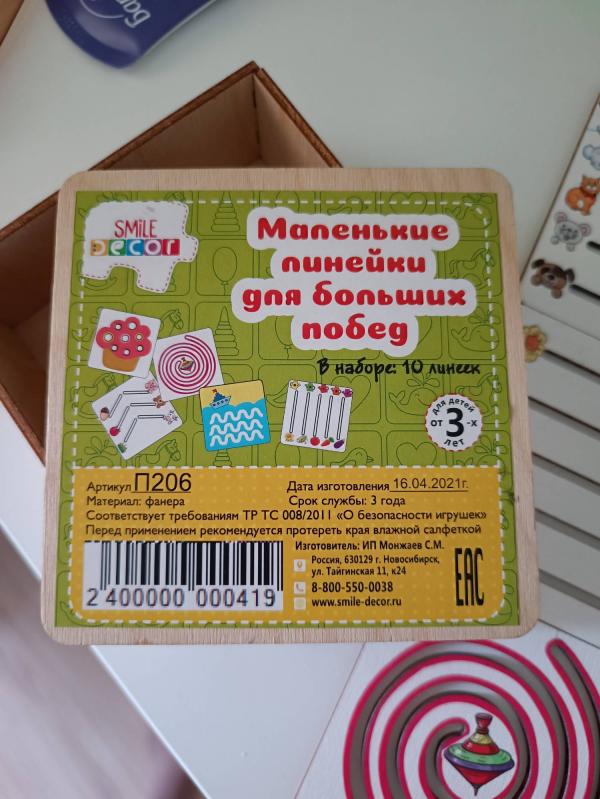 Ба
SMILE
DECOR
Маленькие
линейки
для больших
побед
В наборе: 10 линеек
для детей
от 3-х
лет
Артикул П206
Дата изготовления 16.04.2021г.
Материал: фанера
Срок службы: 3 года
Соответствует требованиям ТР ТС 008/2011 «О безопасности игрушек»
Перед применением рекомендуется протереть края влажной салфеткой
Изготовитель: ИП Монжаев С.М.
Россия, 630129 г. Новосибирск,
ул. Тайгинская 11, к24
8-800-550-0038
www.smile-decor.ru
EAC
2 400000 000419